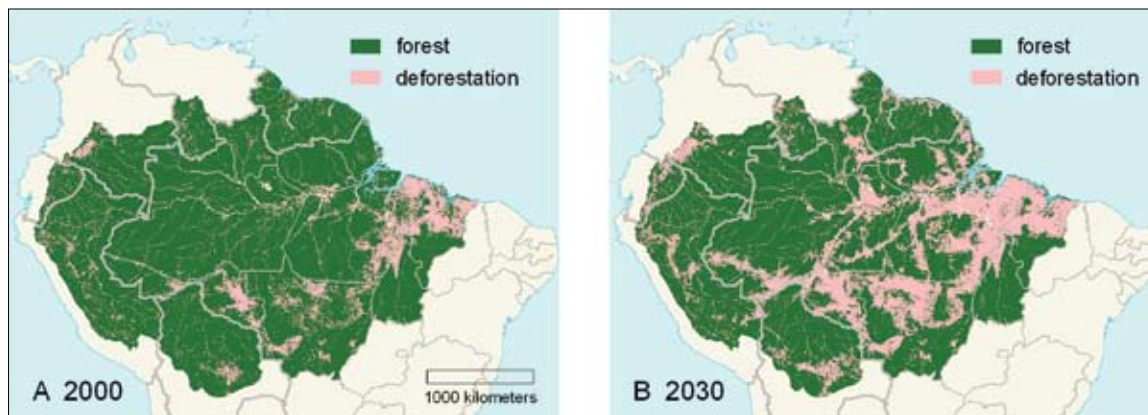 forest
deforestation
A 2000
1000 kilometers
forest
deforestation
B 2030